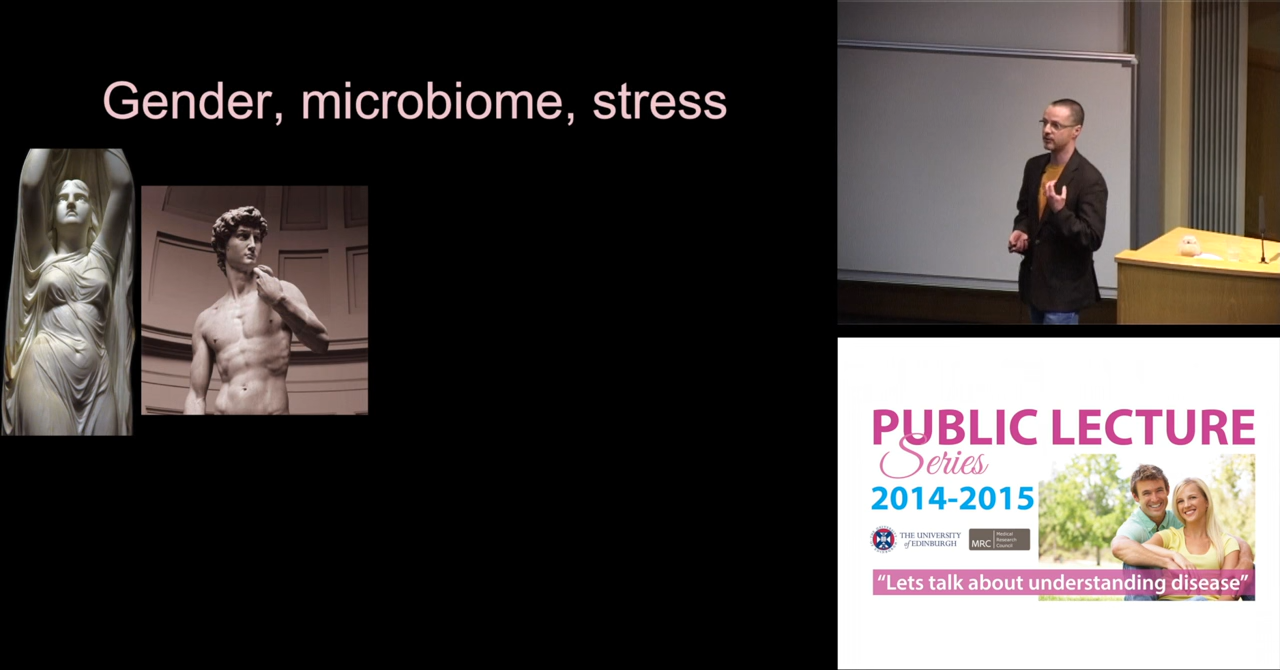 Gender, microbiome, stress
PUBLIC LECTURE
Series
2014-2015
THE UNIVERSITY
of EDINBURGH
MRC
Medical
Research
Council
“Lets talk about understanding disease”